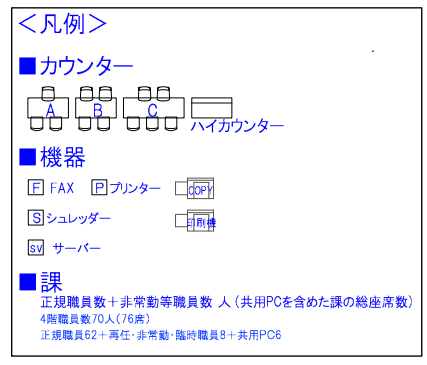 ＜凡例＞
■カウンター
A B C
ハイカウンター
■機器
F FAX P プリンター COPY
S シュレッダー 印刷機
sv サーバー
■課
正規職員数＋非常勤等職員数 人（共用PCを含めた課の総座席数）
4階職員数70人(76席)
正規職員62＋再任･非常勤･臨時職員8＋共用PC6